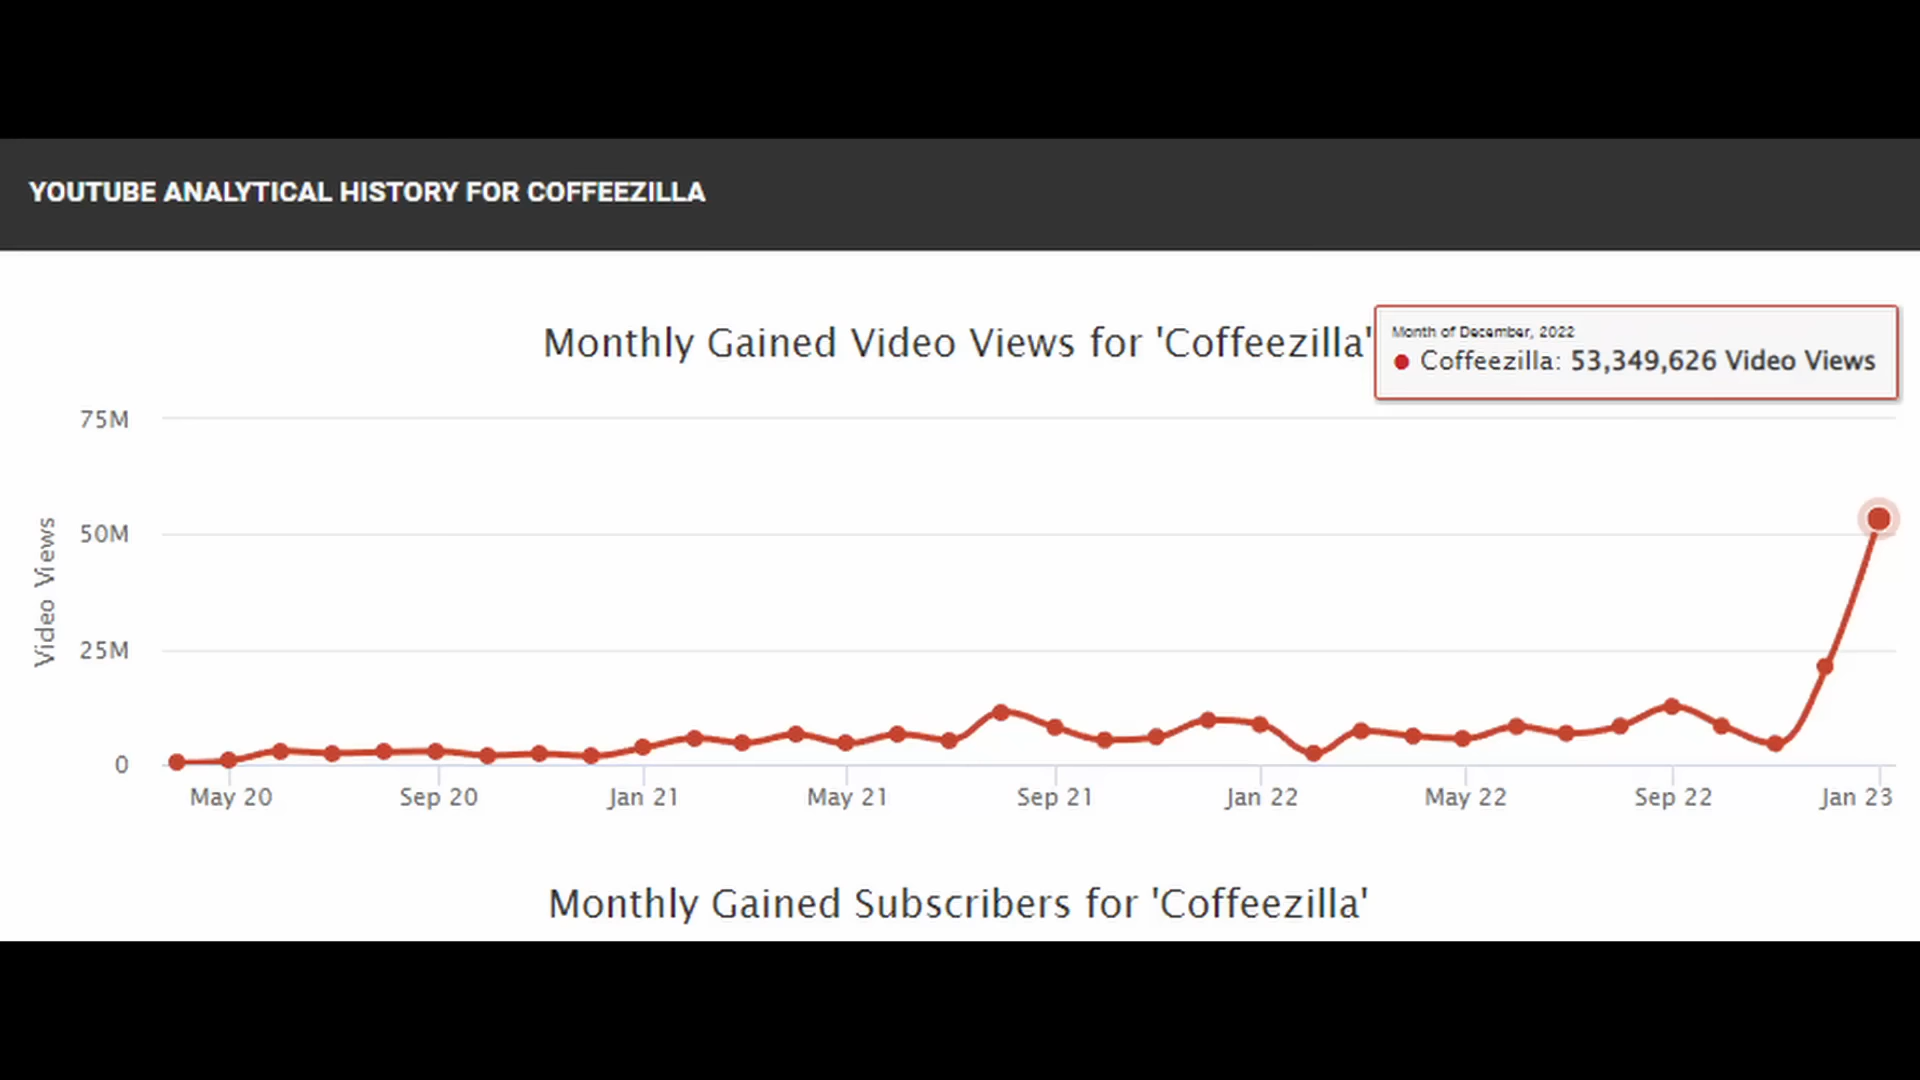 YOUTUBE ANALYTICAL HISTORY FOR COFFEEZILLA
Monthly Gained Video Views for 'Coffeezilla'
Month of December, 2022
Coffeezilla: 53,349,626 Video Views
75M
50M
25M
0
Video Views
May 20
Sep 20
Jan 21
May 21
Sep 21
Jan 22
May 22
Sep 22
Jan 23
Monthly Gained Subscribers for 'Coffeezilla'